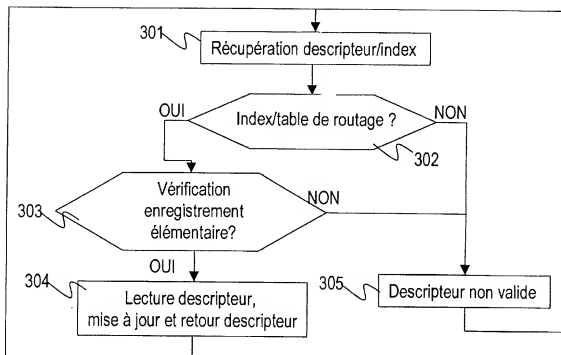 301
Récupération descripteur/index
OUI
Index/table de routage ?
NON
302
Vérification
enregistrement
élémentaire?
NON
303
OUI
304
Lecture descripteur,
mise à jour et retour descripteur
305
Descripteur non valide